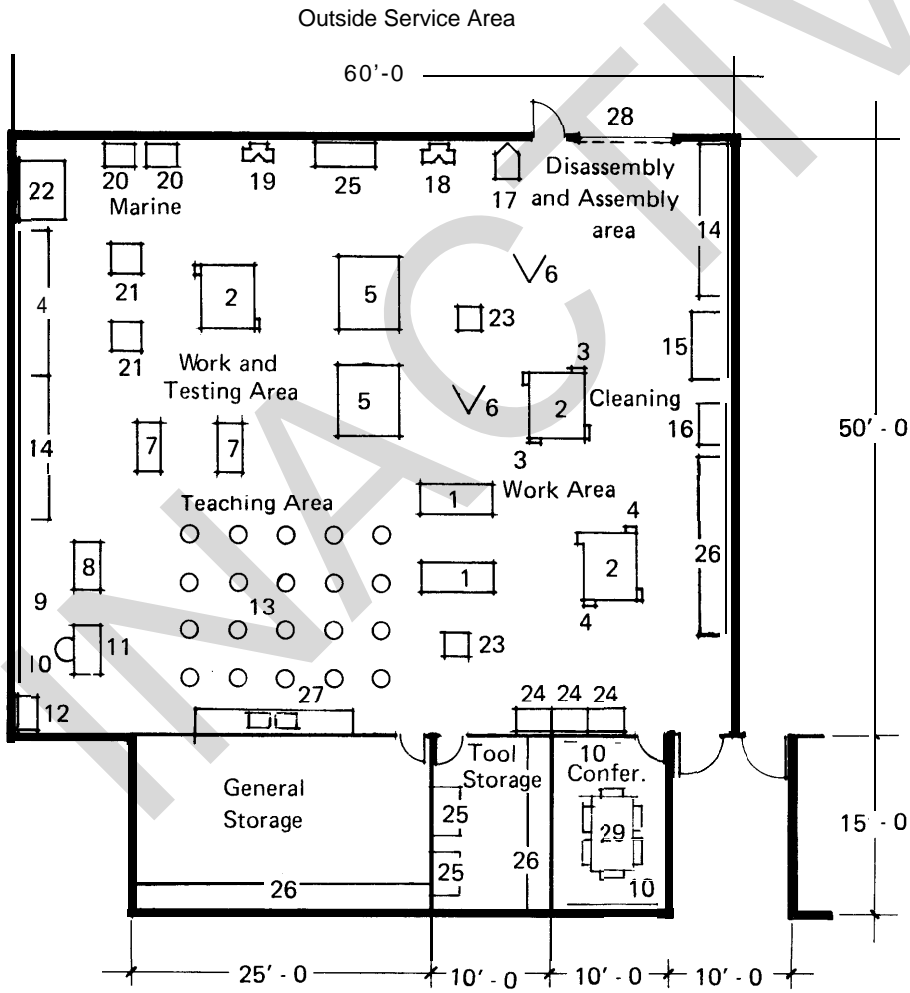 Outside Service Area
60'-0
28
20 20 19 25 18 17
Marine
Disassembly
and Assembly
area
22
14
4
21
2
5
6
23
15
21
Work and
Testing Area
5
6
3
2
3
Cleaning
16
50'-0
14
7
7
Teaching Area
1
Work Area
4
26
8
1
2
4
9
13
10
11
23
12
27
24 24 24
General
Storage
Tool
Storage
10
Confer.
25
29
15'-0
25
26
26
10
25'-0 10'-0 10'-0 10'-0
INACTIV